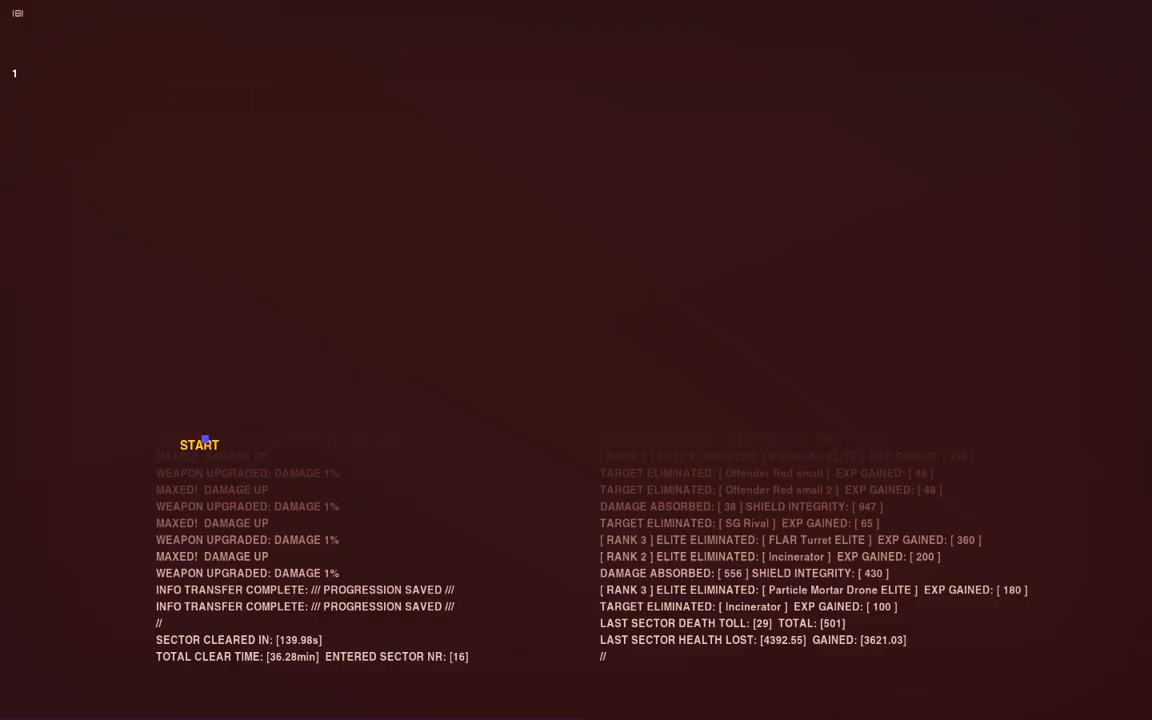 1
START
MAXED!  DAMAGE UP
WEAPON UPGRADED: DAMAGE 1%
MAXED!  DAMAGE UP
WEAPON UPGRADED: DAMAGE 1%
MAXED!  DAMAGE UP
WEAPON UPGRADED: DAMAGE 1%
MAXED!  DAMAGE UP
WEAPON UPGRADED: DAMAGE 1%
INFO TRANSFER COMPLETE: /// PROGRESSION SAVED ///
INFO TRANSFER COMPLETE: /// PROGRESSION SAVED ///
//
SECTOR CLEARED IN: [139.98s]
TOTAL CLEAR TIME: [36.28min]  ENTERED SECTOR NR: [16]
ELITE ELIMINATED:
TARGET ELIMINATED: [ Offender Red small ]  EXP GAINED: [ 48 ]
TARGET ELIMINATED: [ Offender Red small 2 ]  EXP GAINED: [ 48 ]
DAMAGE ABSORBED: [ 38 ] SHIELD INTEGRITY: [ 947 ]
TARGET ELIMINATED: [ SG Rival ]  EXP GAINED: [ 65 ]
[ RANK 3 ] ELITE ELIMINATED: [ FLAR Turret ELITE ]  EXP GAINED: [ 360 ]
[ RANK 2 ] ELITE ELIMINATED: [ Incinerator ]  EXP GAINED: [ 200 ]
DAMAGE ABSORBED: [ 556 ] SHIELD INTEGRITY: [ 430 ]
[ RANK 3 ] ELITE ELIMINATED: [ Particle Mortar Drone ELITE ]  EXP GAINED: [ 180 ]
TARGET ELIMINATED: [ Incinerator ]  EXP GAINED: [ 100 ]
LAST SECTOR DEATH TOLL: [29]  TOTAL: [501]
LAST SECTOR HEALTH LOST: [4392.55]  GAINED: [3621.03]
//